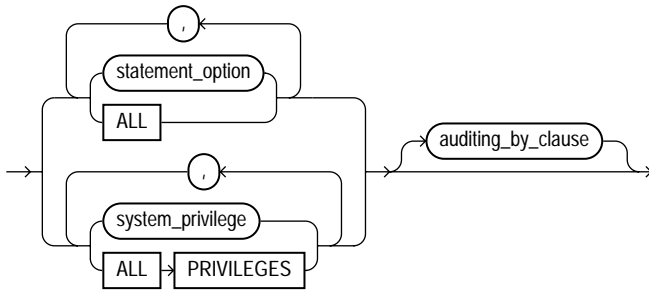 ,
statement_option
ALL
auditing_by_clause
,
system_privilege
ALL PRIVILEGES